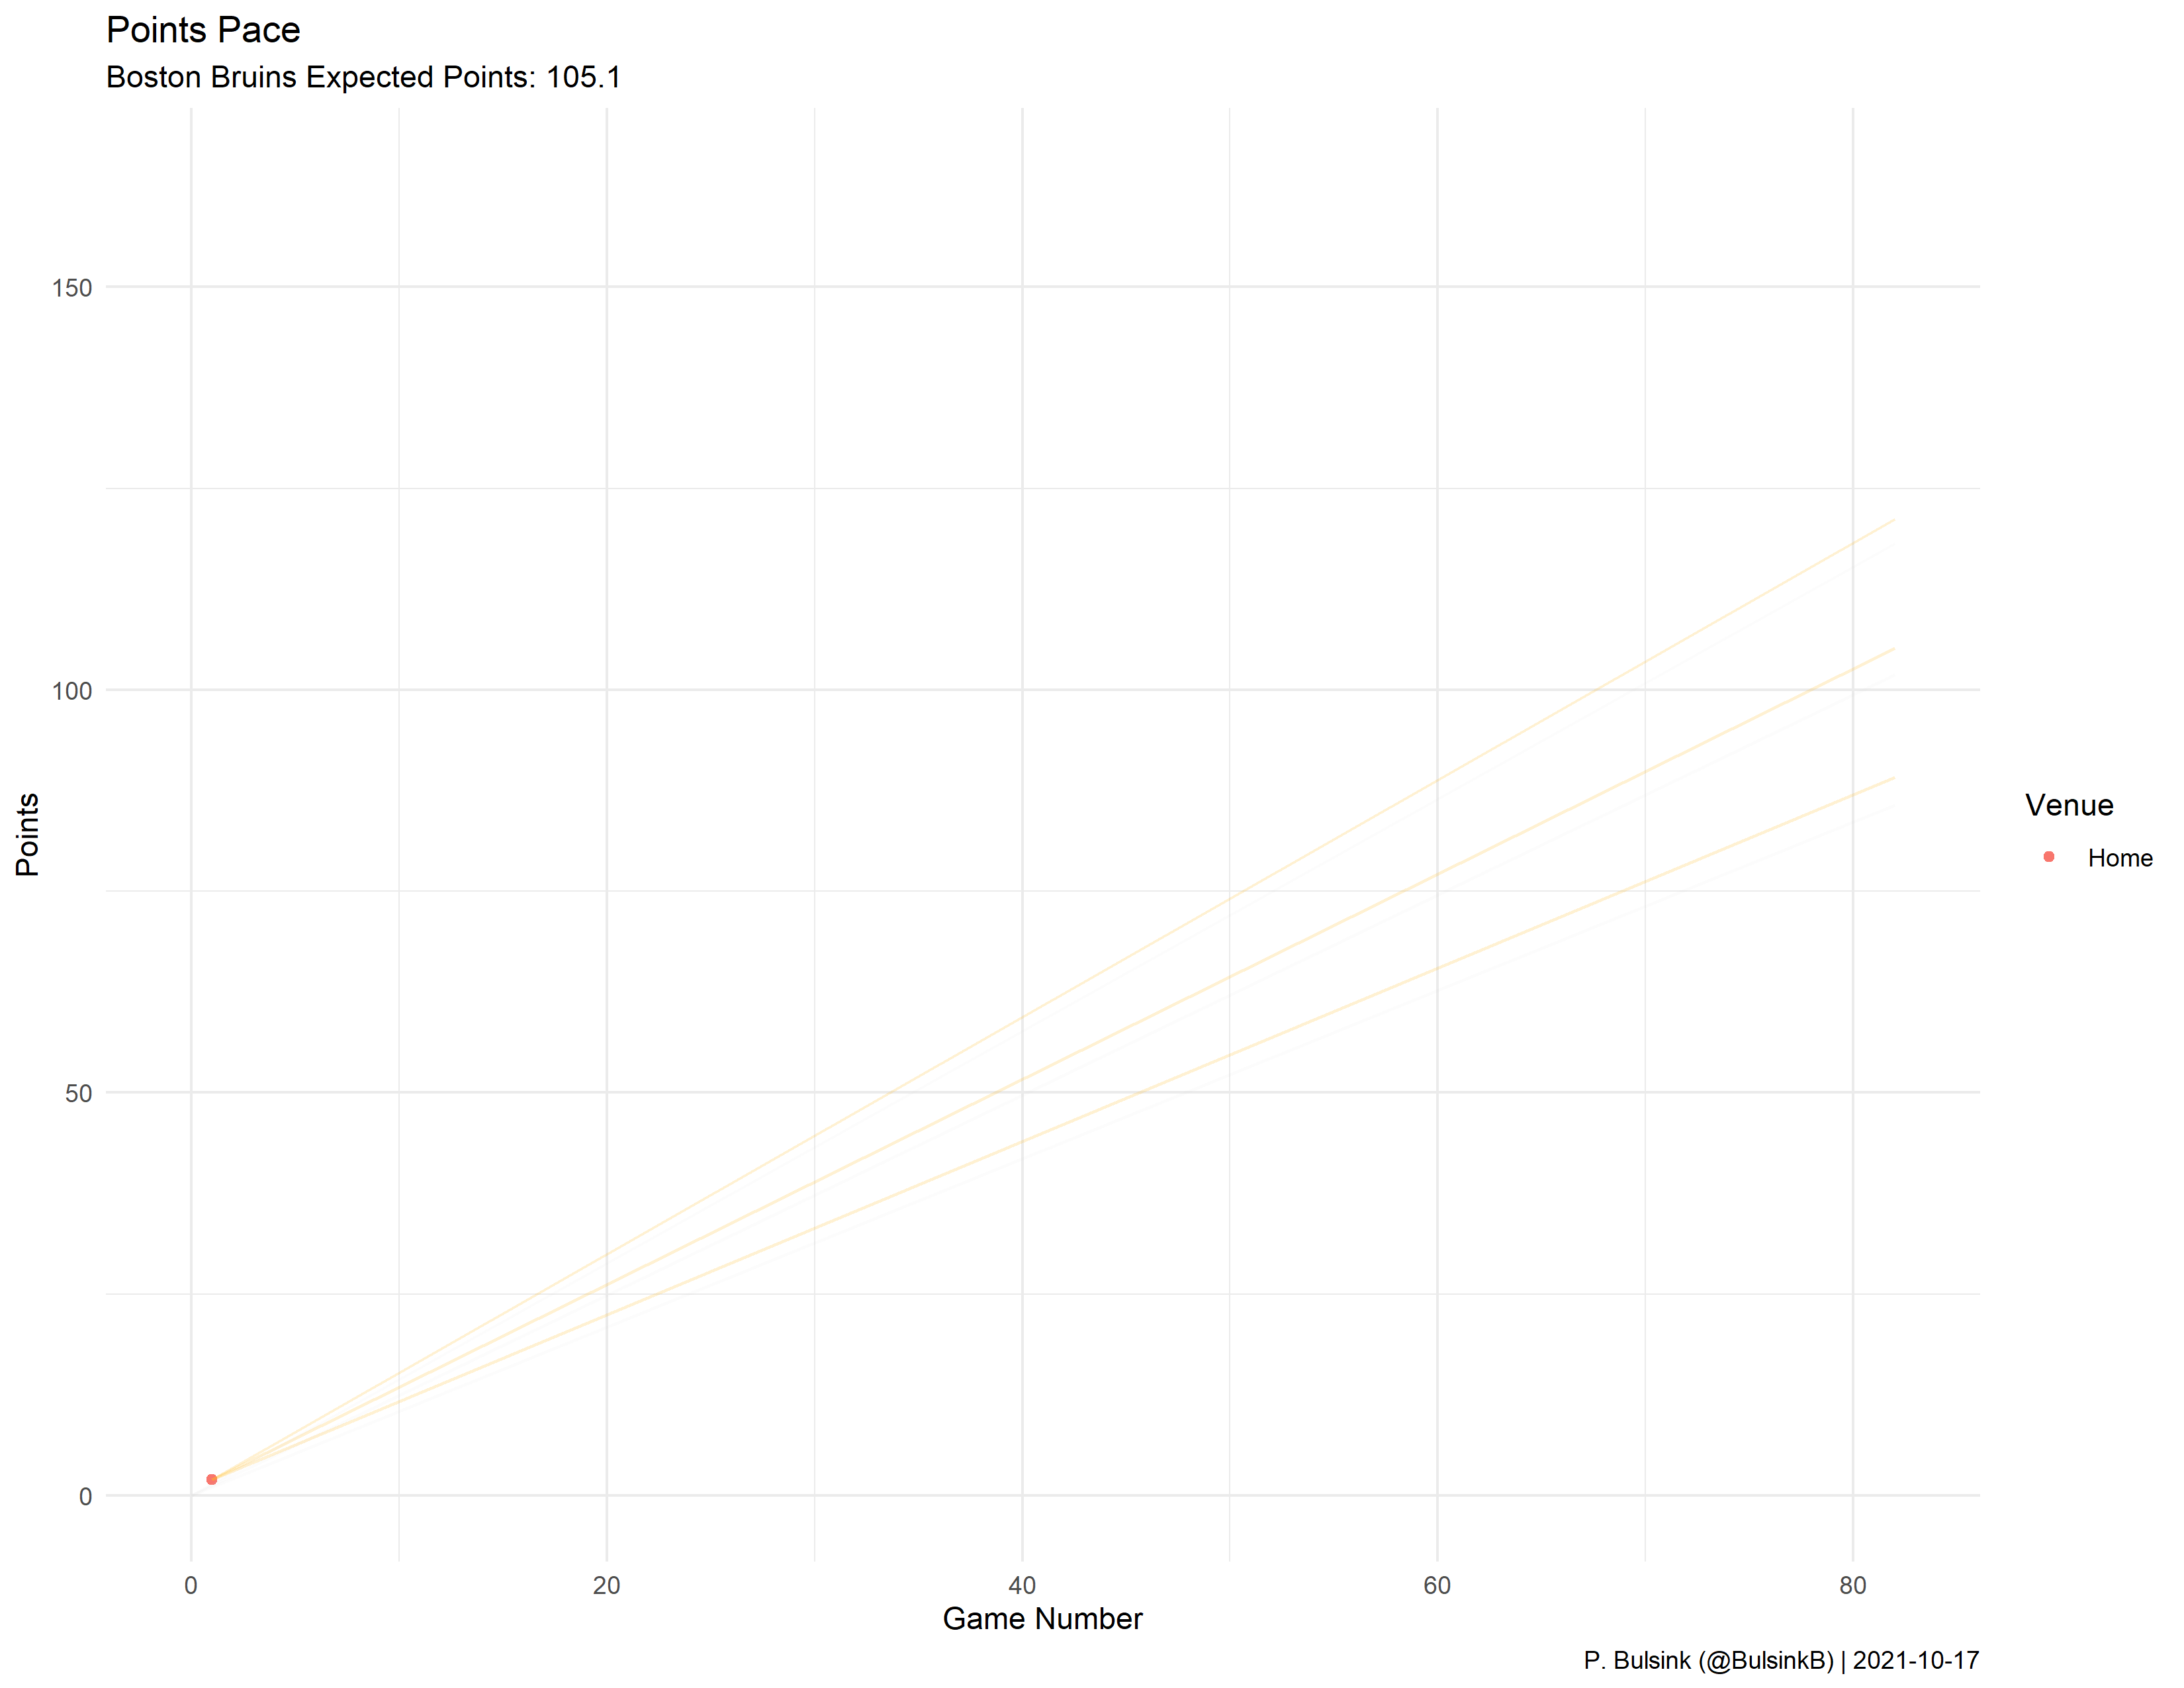 Points Pace
Boston Bruins Expected Points: 105.1
150
100
50
0
Points
0 20 40 60 80
Game Number
Venue
Home
P. Bulsink (@BulsinkB) | 2021-10-17